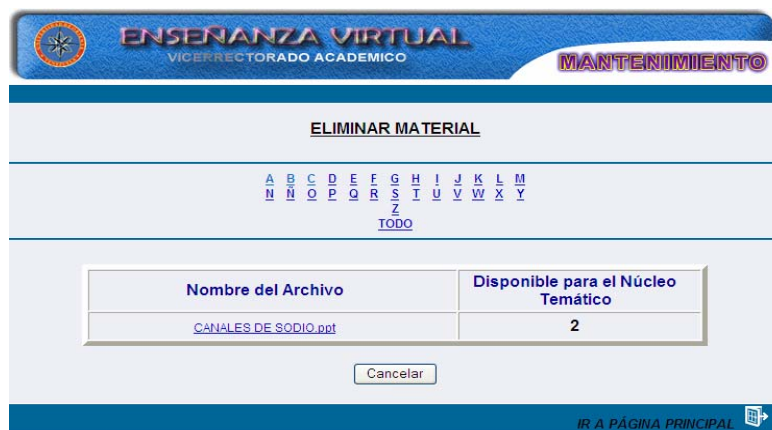 ENSEÑANZA VIRTUAL
VICERRECTORADO ACADEMICO
MANTENIMIENTO
ELIMINAR MATERIAL
A B C D E F G H I J K L M
N Ñ O P Q R S T U V W X Y
Z
TODO
Nombre del Archivo
Disponible para el Núcleo
Temático
CANALES DE SODIO.ppt
2
Cancelar
IR A PÁGINA PRINCIPAL